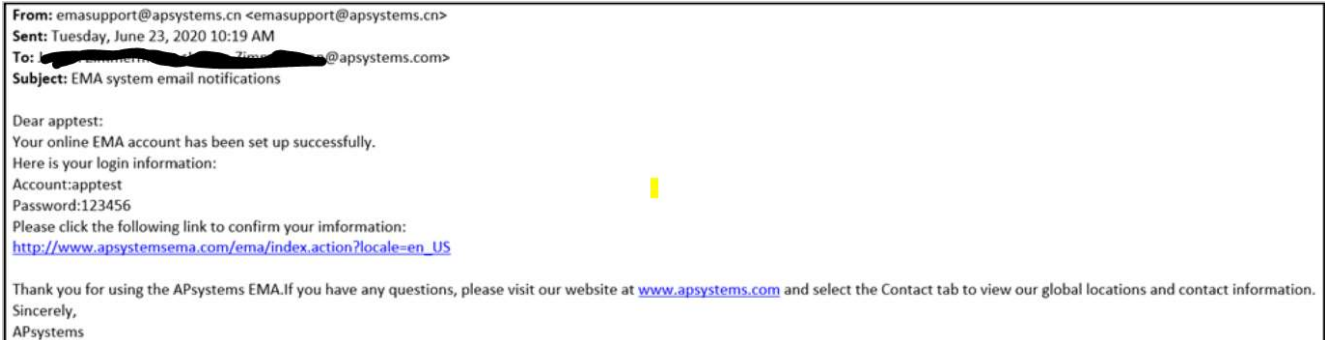 From: emasupport@apsystems.cn <emasupport@apsystems.cn>
Sent: Tuesday, June 23, 2020 10:19 AM
To: @apsystems.com>
Subject: EMA system email notifications
Dear apptest:
Your online EMA account has been set up successfully.
Here is your login information:
Account:apptest
Password:123456
Please click the following link to confirm your imformation:
http://www.apsystemsema.com/ema/index.action?locale=en_US
Thank you for using the APsystems EMA.If you have any questions, please visit our website at www.apsystems.com and select the Contact tab to view our global locations and contact information.
Sincerely,
APsystems